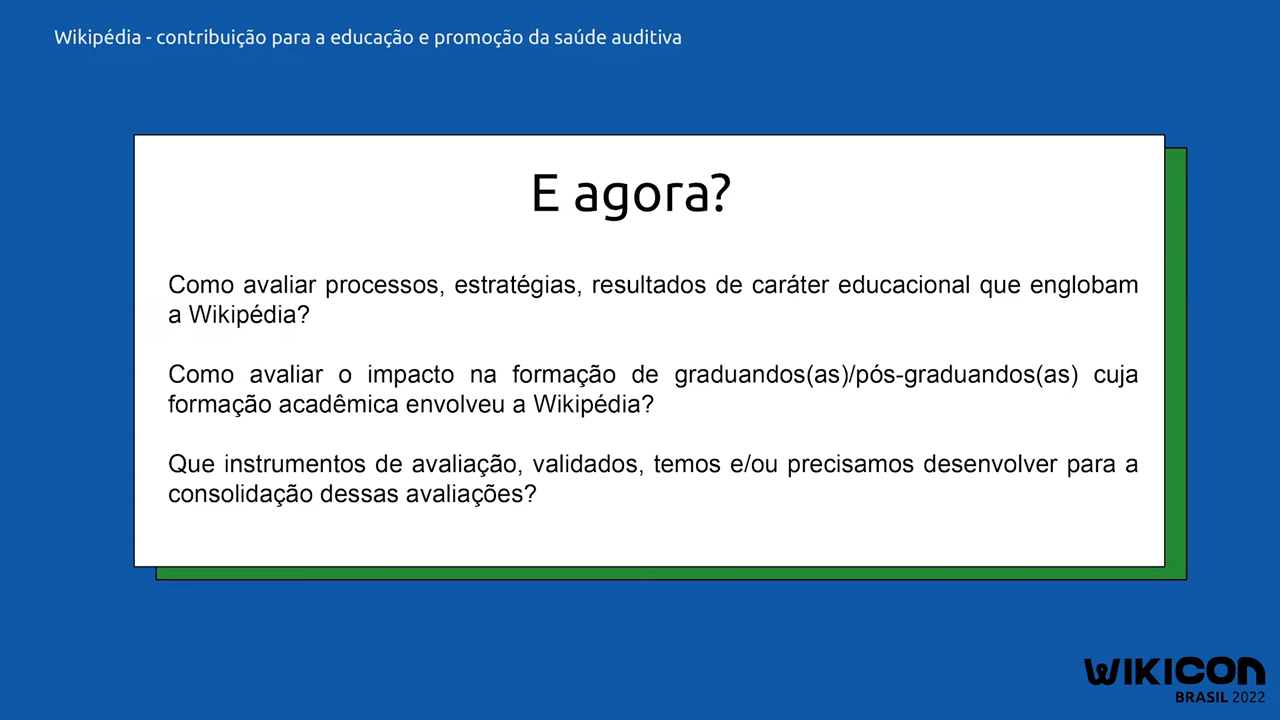 Wikipédia - contribuição para a educação e promoção da saúde auditiva
E agora?
Como avaliar processos, estratégias, resultados de caráter educacional que englobam
a Wikipédia?
Como avaliar o impacto na formação de graduandos(as)/pós-graduandos(as) cuja
formação acadêmica envolveu a Wikipédia?
Que instrumentos de avaliação, validados, temos e/ou precisamos desenvolver para a
consolidação dessas avaliações?
WIKICON
BRASIL 2022